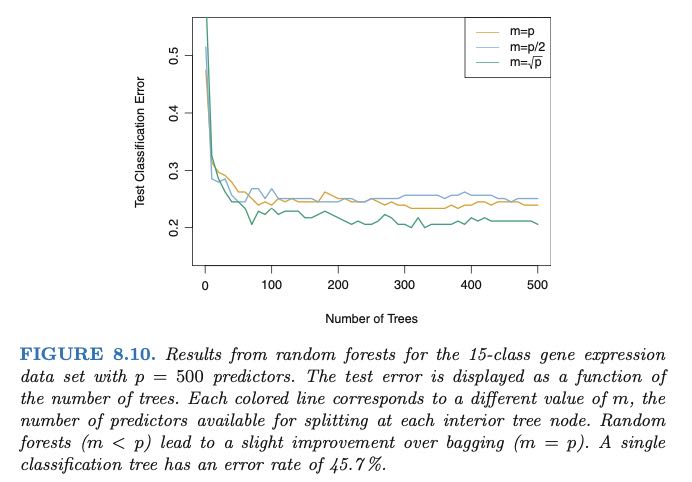 m=p
m=p/2
m=√p
0.5
0.4
0.3
0.2
Test Classification Error
0 100 200 300 400 500
Number of Trees
FIGURE 8.10. Results from random forests for the 15-class gene expression
data set with p = 500 predictors. The test error is displayed as a function of
the number of trees. Each colored line corresponds to a different value of m, the
number of predictors available for splitting at each interior tree node. Random
forests (m < p) lead to a slight improvement over bagging (m = p). A single
classification tree has an error rate of 45.7 %.